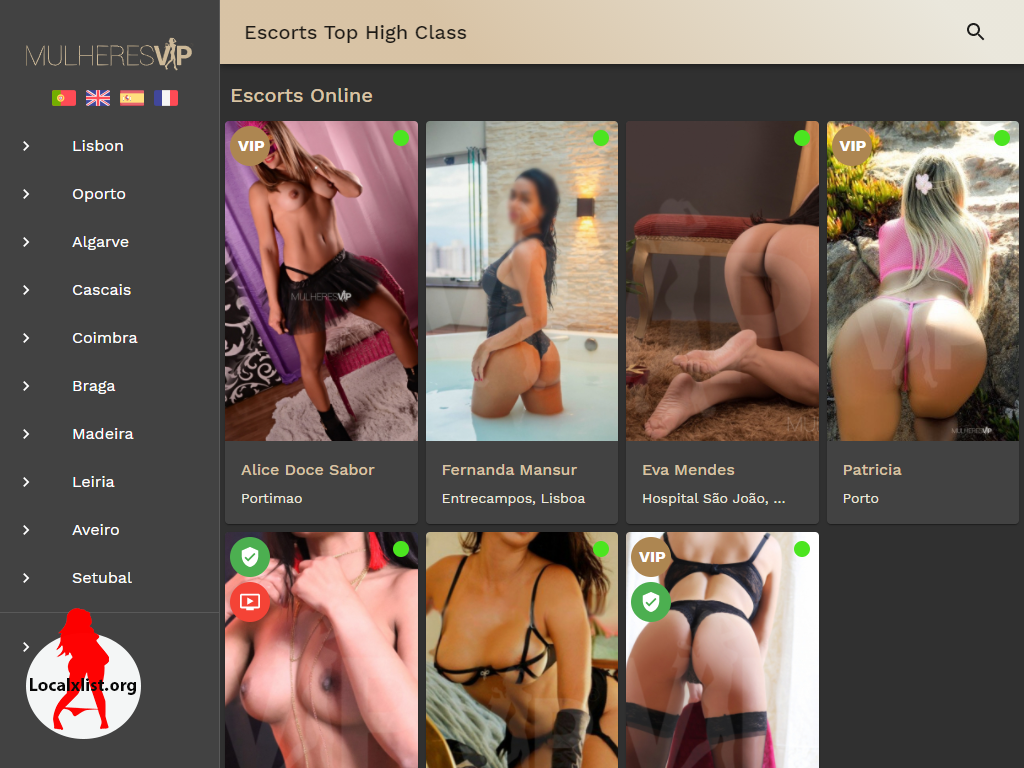 MULHERESVIP
Lisbon
Oporto
Algarve
Cascais
Coimbra
Braga
Madeira
Leiria
Aveiro
Setubal
Localxlist.org
Escorts Top High Class
Escorts Online
VIP
MULHERESVIP
VIP
VIP
MULHERESVIP
Alice Doce Sabor
Portimao
Fernanda Mansur
Entrecampos, Lisboa
Eva Mendes
Hospital São João, ...
Patricia
Porto
VIP